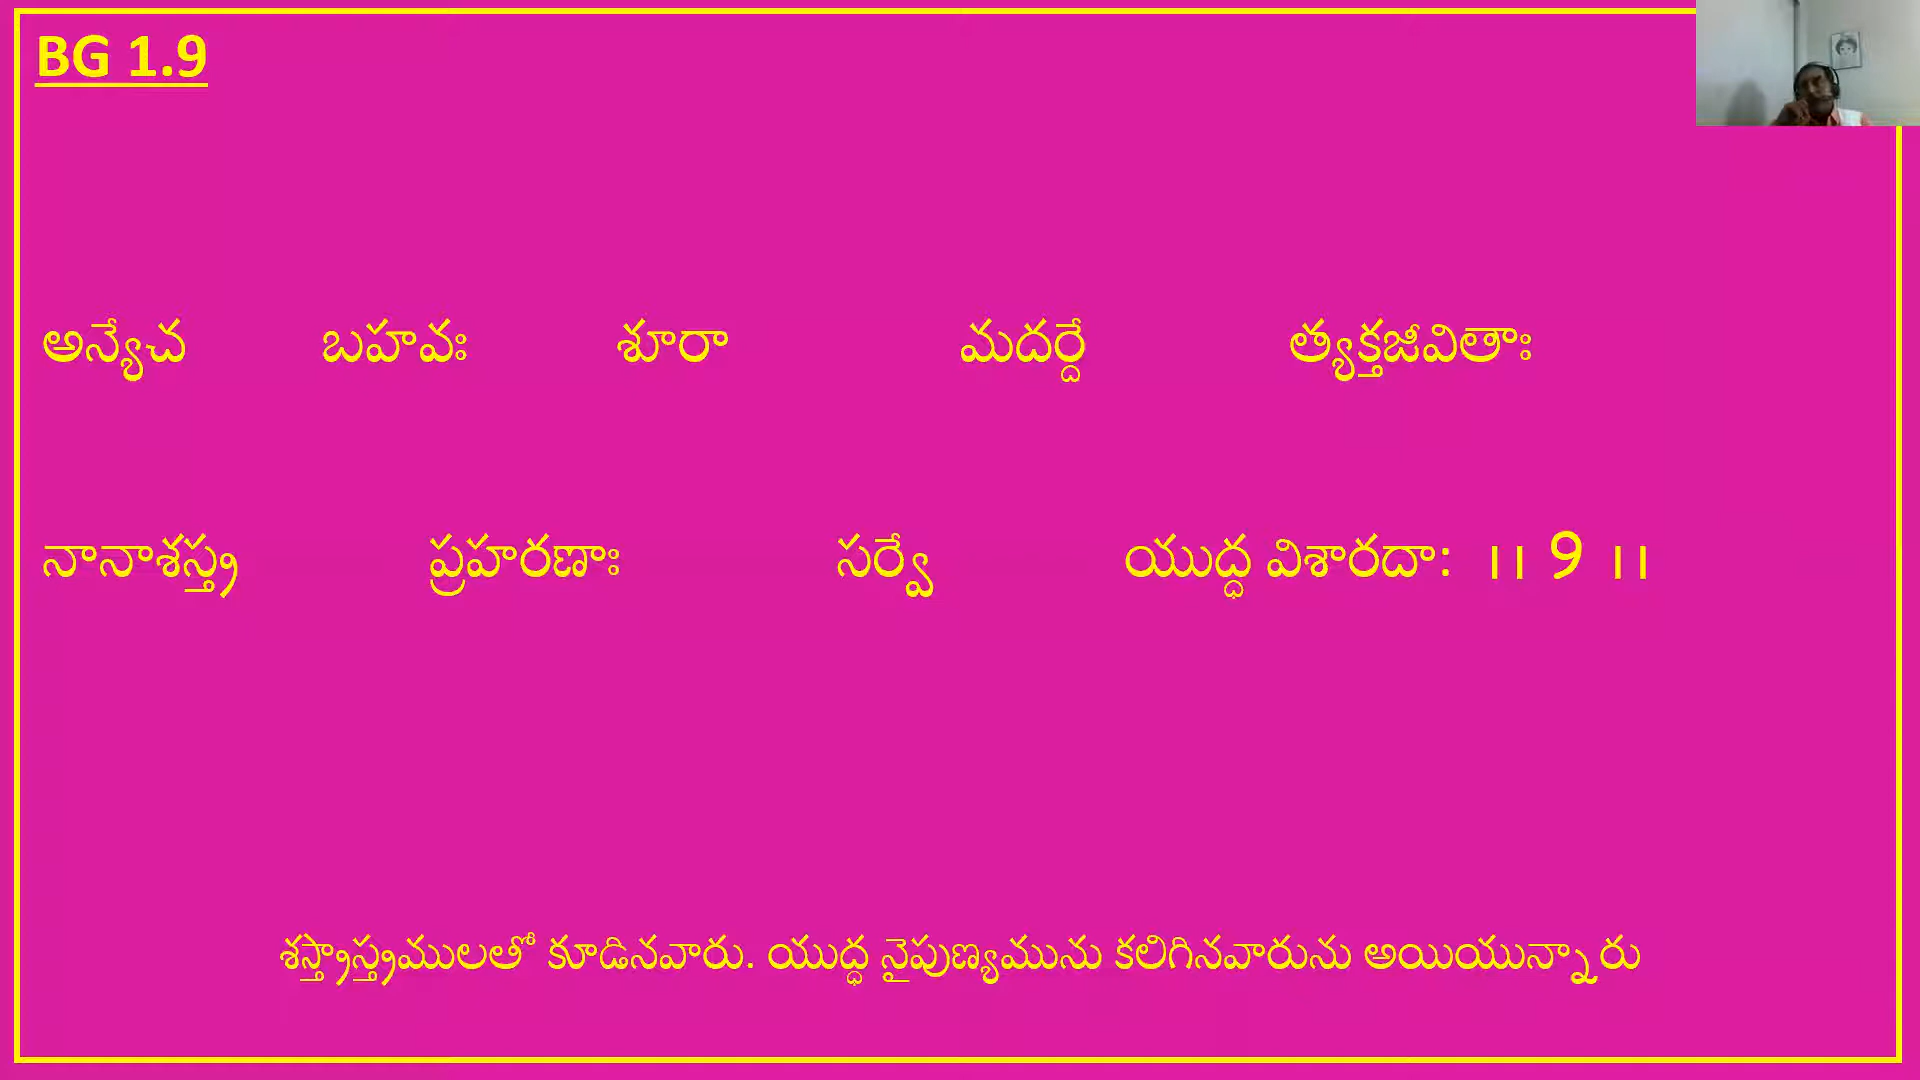 BG 1.9
అన్యేచ బహవః శూరా మదర్దే త్యక్తజీవితాః
నానాశస్త్ర ప్రహరణాః సర్వే యుద్ధ విశారదా: ।। 9 ।।
శస్త్రాస్త్రములతో కూడినవారు. యుద్ధ నైపుణ్యమును కలిగినవారును అయియున్నారు